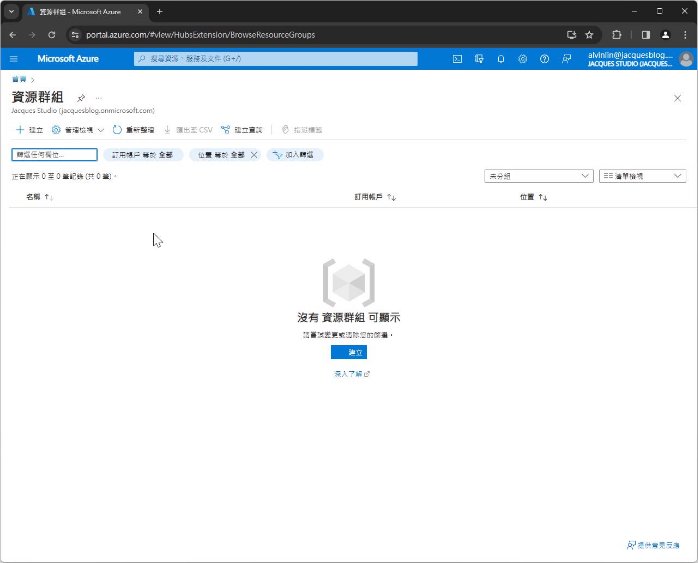 資源群組 - Microsoft Azure
portal.azure.com/#view/HubsExtension/BrowseResourceGroups
Microsoft Azure
搜尋資源、服務及文件 (G+/)
alvinlin@jacquesblog....
JACQUES STUDIO (JACQUES...
首頁 >
資源群組
Jacques Studio (jacquesblog.onmicrosoft.com)
建立 管理檢視 重新整理 匯出至 CSV 建立查詢 指派標籤
篩選任何欄位... 訂用帳戶 等於 全部 位置 等於 全部 加入篩選
正在顯示 0 至 0 筆記錄 (共 0 筆)。 未分組 清單檢視
名稱 ↑↓ 訂用帳戶 ↑↓ 位置 ↑↓
沒有 資源群組 可顯示
請嘗試變更或清除您的篩選。
建立
深入了解
提供意見反應